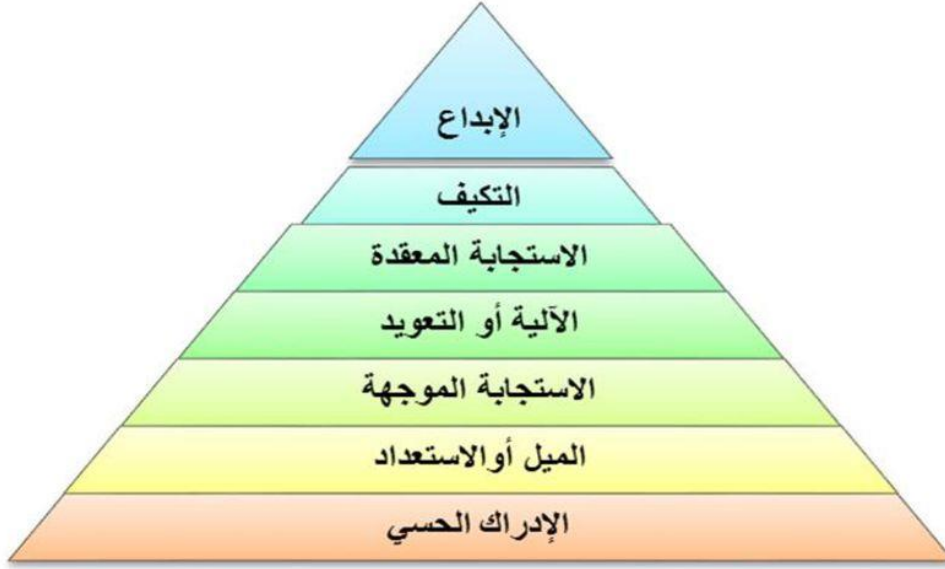 الإبداع
التكيف
الاستجابة المعقدة
الآلية أو التعويد
الاستجابة الموجهة
الميل أوالاستعداد
الإدراك الحسي